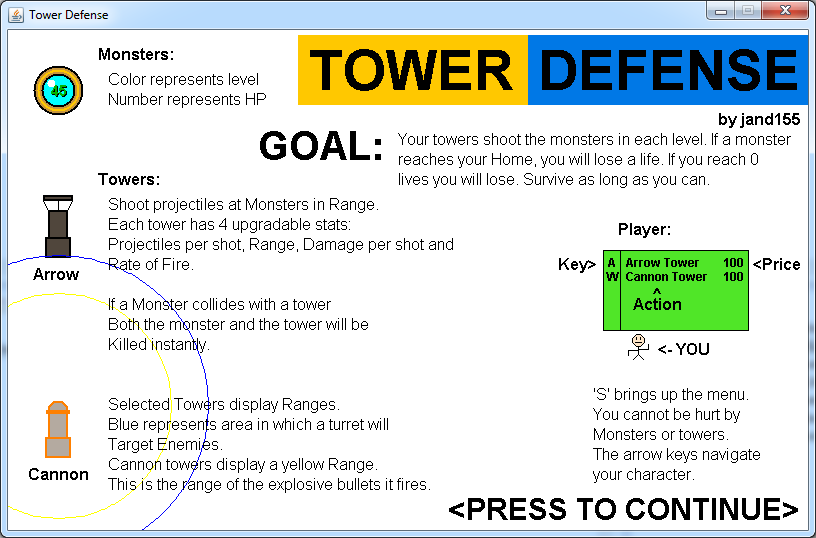 Tower Defense
TOWER DEFENSE
by jand155
Monsters:
Color represents level
Number represents HP
45
GOAL:
Your towers shoot the monsters in each level. If a monster
reaches your Home, you will lose a life. If you reach 0
lives you will lose. Survive as long as you can.
Towers:
Shoot projectiles at Monsters in Range.
Each tower has 4 upgradable stats:
Projectiles per shot, Range, Damage per shot and
Rate of Fire.
Arrow
If a Monster collides with a tower
Both the monster and the tower will be
Killed instantly.
Selected Towers display Ranges.
Blue represents area in which a turret will
Target Enemies.
Cannon towers display a yellow Range.
This is the range of the explosive bullets it fires.
Cannon
Player:
Key>
A Arrow Tower 100
W Cannon Tower 100
^
Action
<Price
<- YOU
'S' brings up the menu.
You cannot be hurt by
Monsters or towers.
The arrow keys navigate
your character.
<PRESS TO CONTINUE>